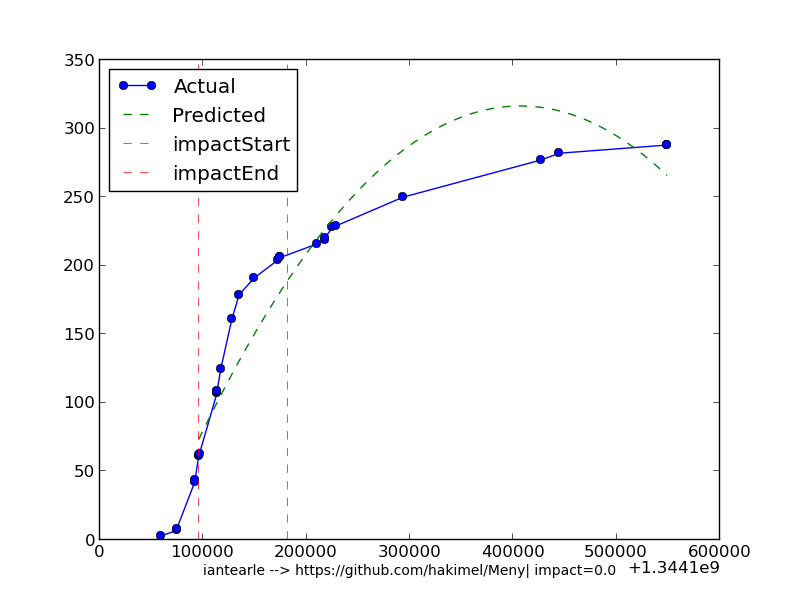 350
300
250
200
150
100
50
0
Actual
Predicted
impactStart
impactEnd
0 100000 200000 300000 400000 500000 600000
iantearle --> https://github.com/hakimel/Meny| impact=0.0 +1.3441e9